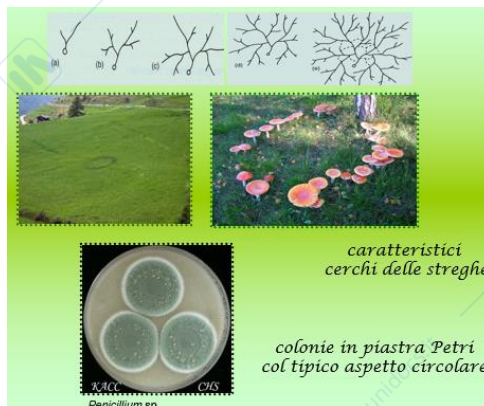 (a)
(b)
(c)
(d)
(e)
caratteristici
cerchi delle streghe
KACC
CHS
colonie in piastra Petri
col tipico aspetto circolare
Penicillium sp